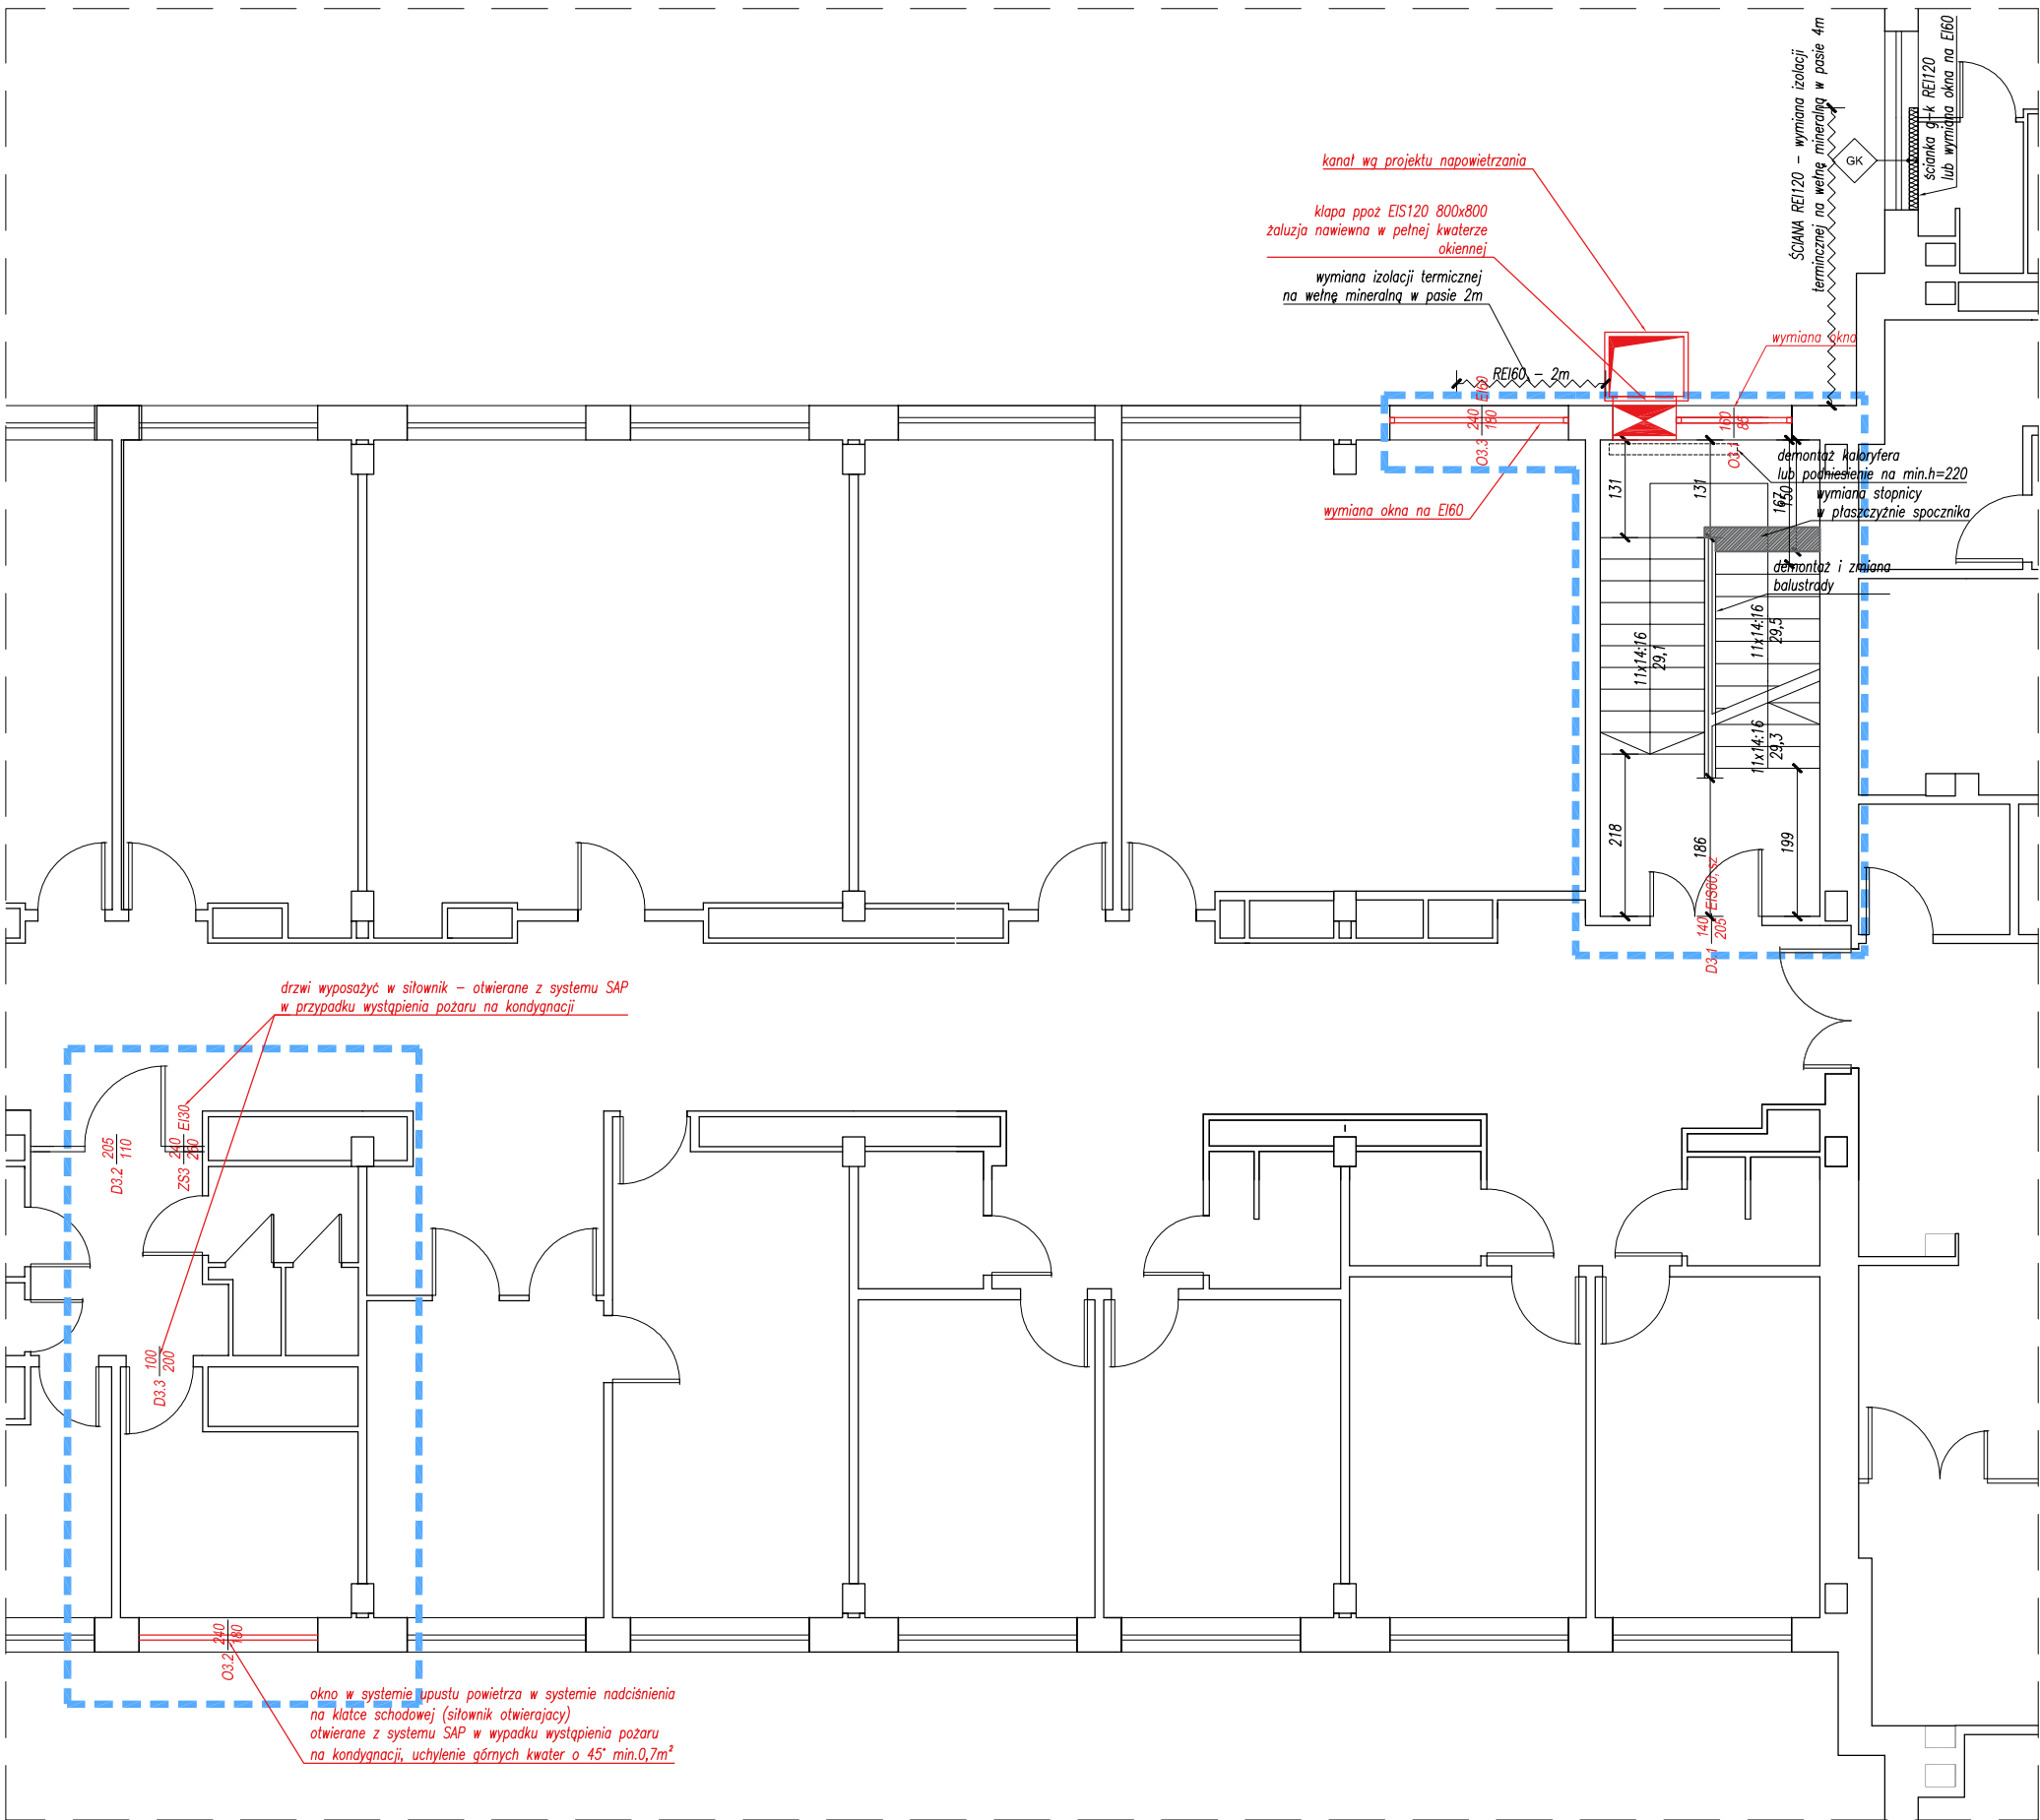 ŚCIANA REI120 - wymiana izolacji
termincznej na wełnę mineralną w pasie 4m
GK
ścianka g-k REI120
lub wymiana okna na EI60
kanał wg projektu napowietrzania
klapa ppoż EIS120 800x800
żaluzja nawiewna w pełnej kwaterze
okiennej
wymiana izolacji termicznej
na wełnę mineralną w pasie 2m
wymiana okna
REI60 - 2m
O3.3 240 EI60
180
O3.1 160
85
demontaż kaloryfera
lub podniesienie na min.h=220
wymiana stopnicy
w płaszczyźnie spocznika
wymiana okna na EI60
131
131
167
150
demontaż i zmiana
balustrady
11x14:16
29,1
11x14:16
29,5
11x14:16
29,3
218
186
199
D3.1 140 EIS60, sz
205
drzwi wyposażyć w siłownik - otwierane z systemu SAP
w przypadku wystąpienia pożaru na kondygnacji
D3.2 205
110
ZS3 240 EI30
260
D3.3 100
200
O3.2 240
180
okno w systemie upustu powietrza w systemie nadciśnienia
na klatce schodowej (siłownik otwierajacy)
otwierane z systemu SAP w wypadku wystąpienia pożaru
na kondygnacji, uchylenie górnych kwater o 45° min.0,7m²